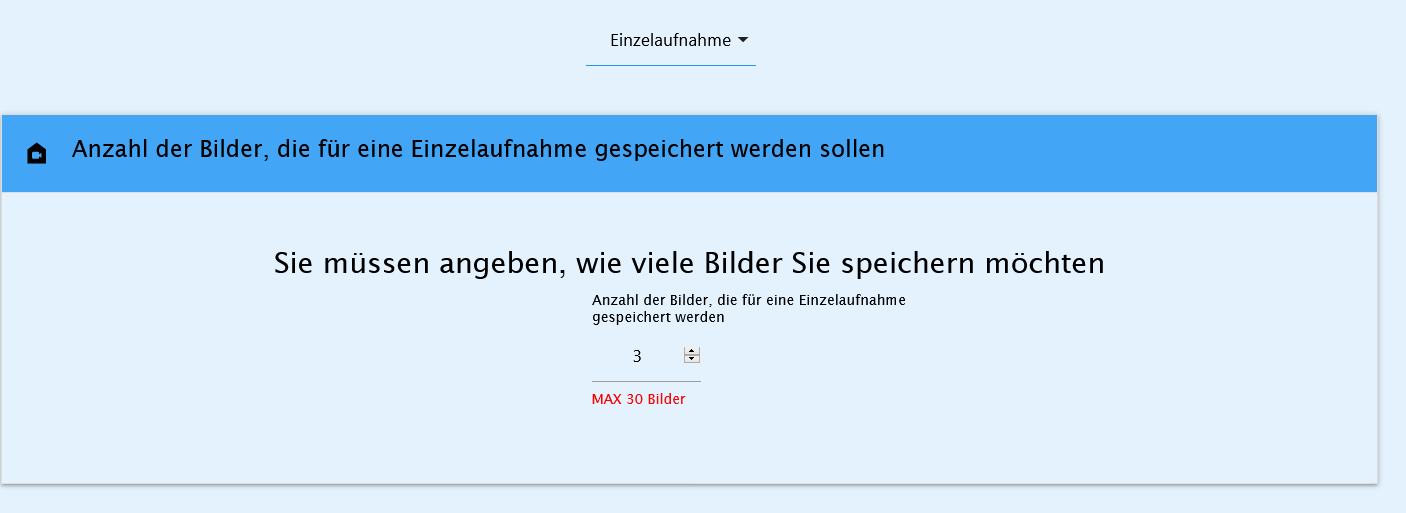 Einzelaufnahme
Anzahl der Bilder, die für eine Einzelaufnahme gespeichert werden sollen
Sie müssen angeben, wie viele Bilder Sie speichern möchten
Anzahl der Bilder, die für eine Einzelaufnahme
gespeichert werden
3
MAX 30 Bilder